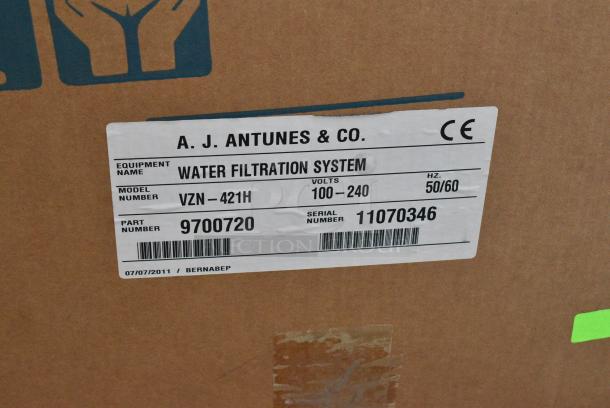 A. J. ANTUNES & CO. CE
EQUIPMENT NAME WATER FILTRATION SYSTEM
MODEL NUMBER VZN-421H VOLTS 100-240 HZ. 50/60
PART NUMBER 9700720 SERIAL NUMBER 11070346
07/07/2011 / BERNABEP